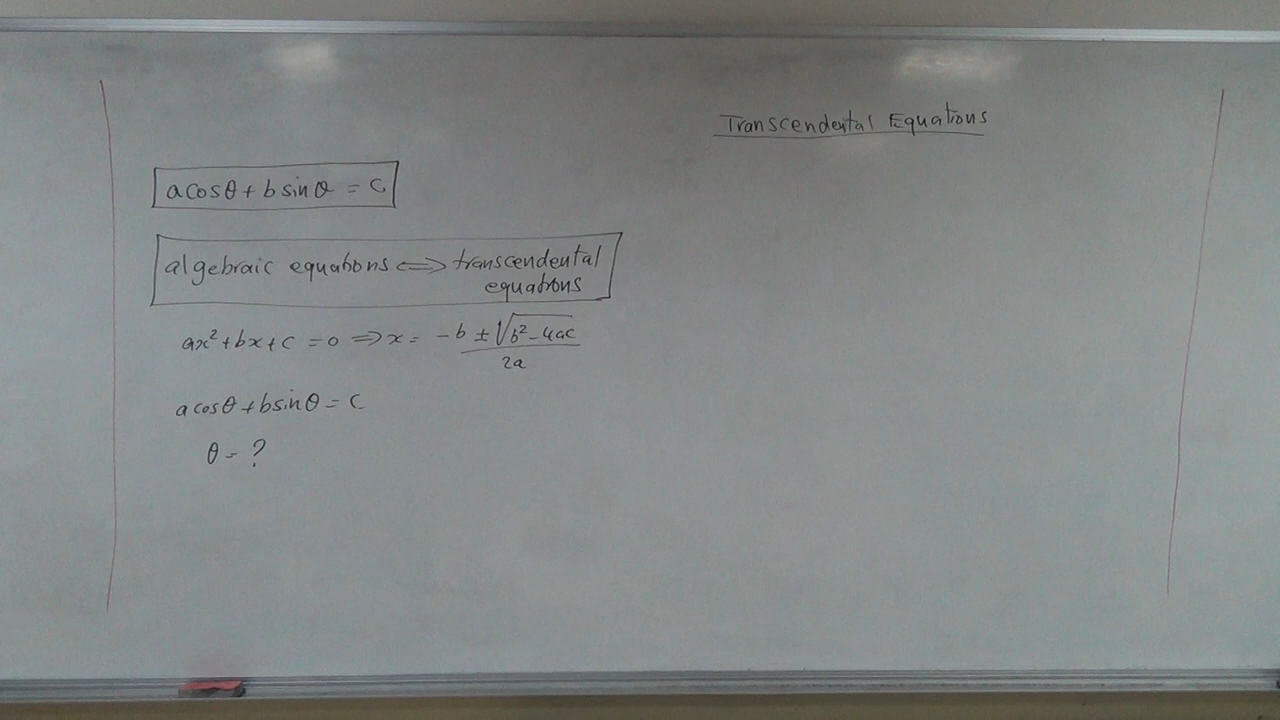 Transcendental Equations
a cosθ + b sinθ = c
algebraic equations ⟺ transcendental
equations
ax² + bx + c = 0 ⟹ x = -b ± √b² - 4ac
2a
a cosθ + b sinθ = c
θ = ?